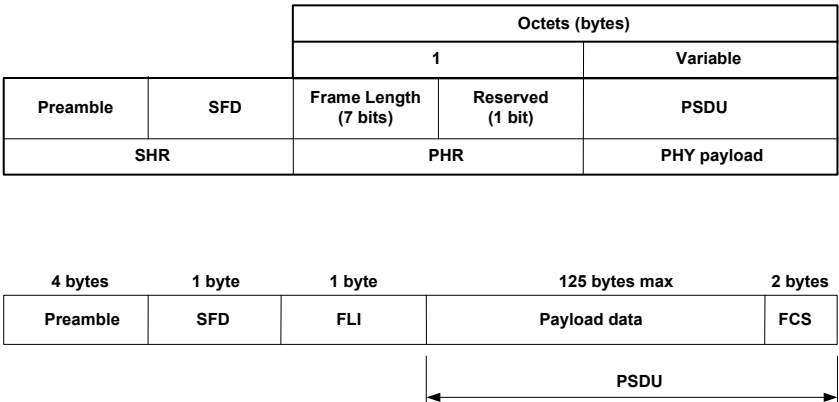 Octets (bytes)
1 Variable
Preamble SFD Frame Length (7 bits) Reserved (1 bit) PSDU
SHR PHR PHY payload
4 bytes 1 byte 1 byte 125 bytes max 2 bytes
Preamble SFD FLI Payload data FCS
PSDU